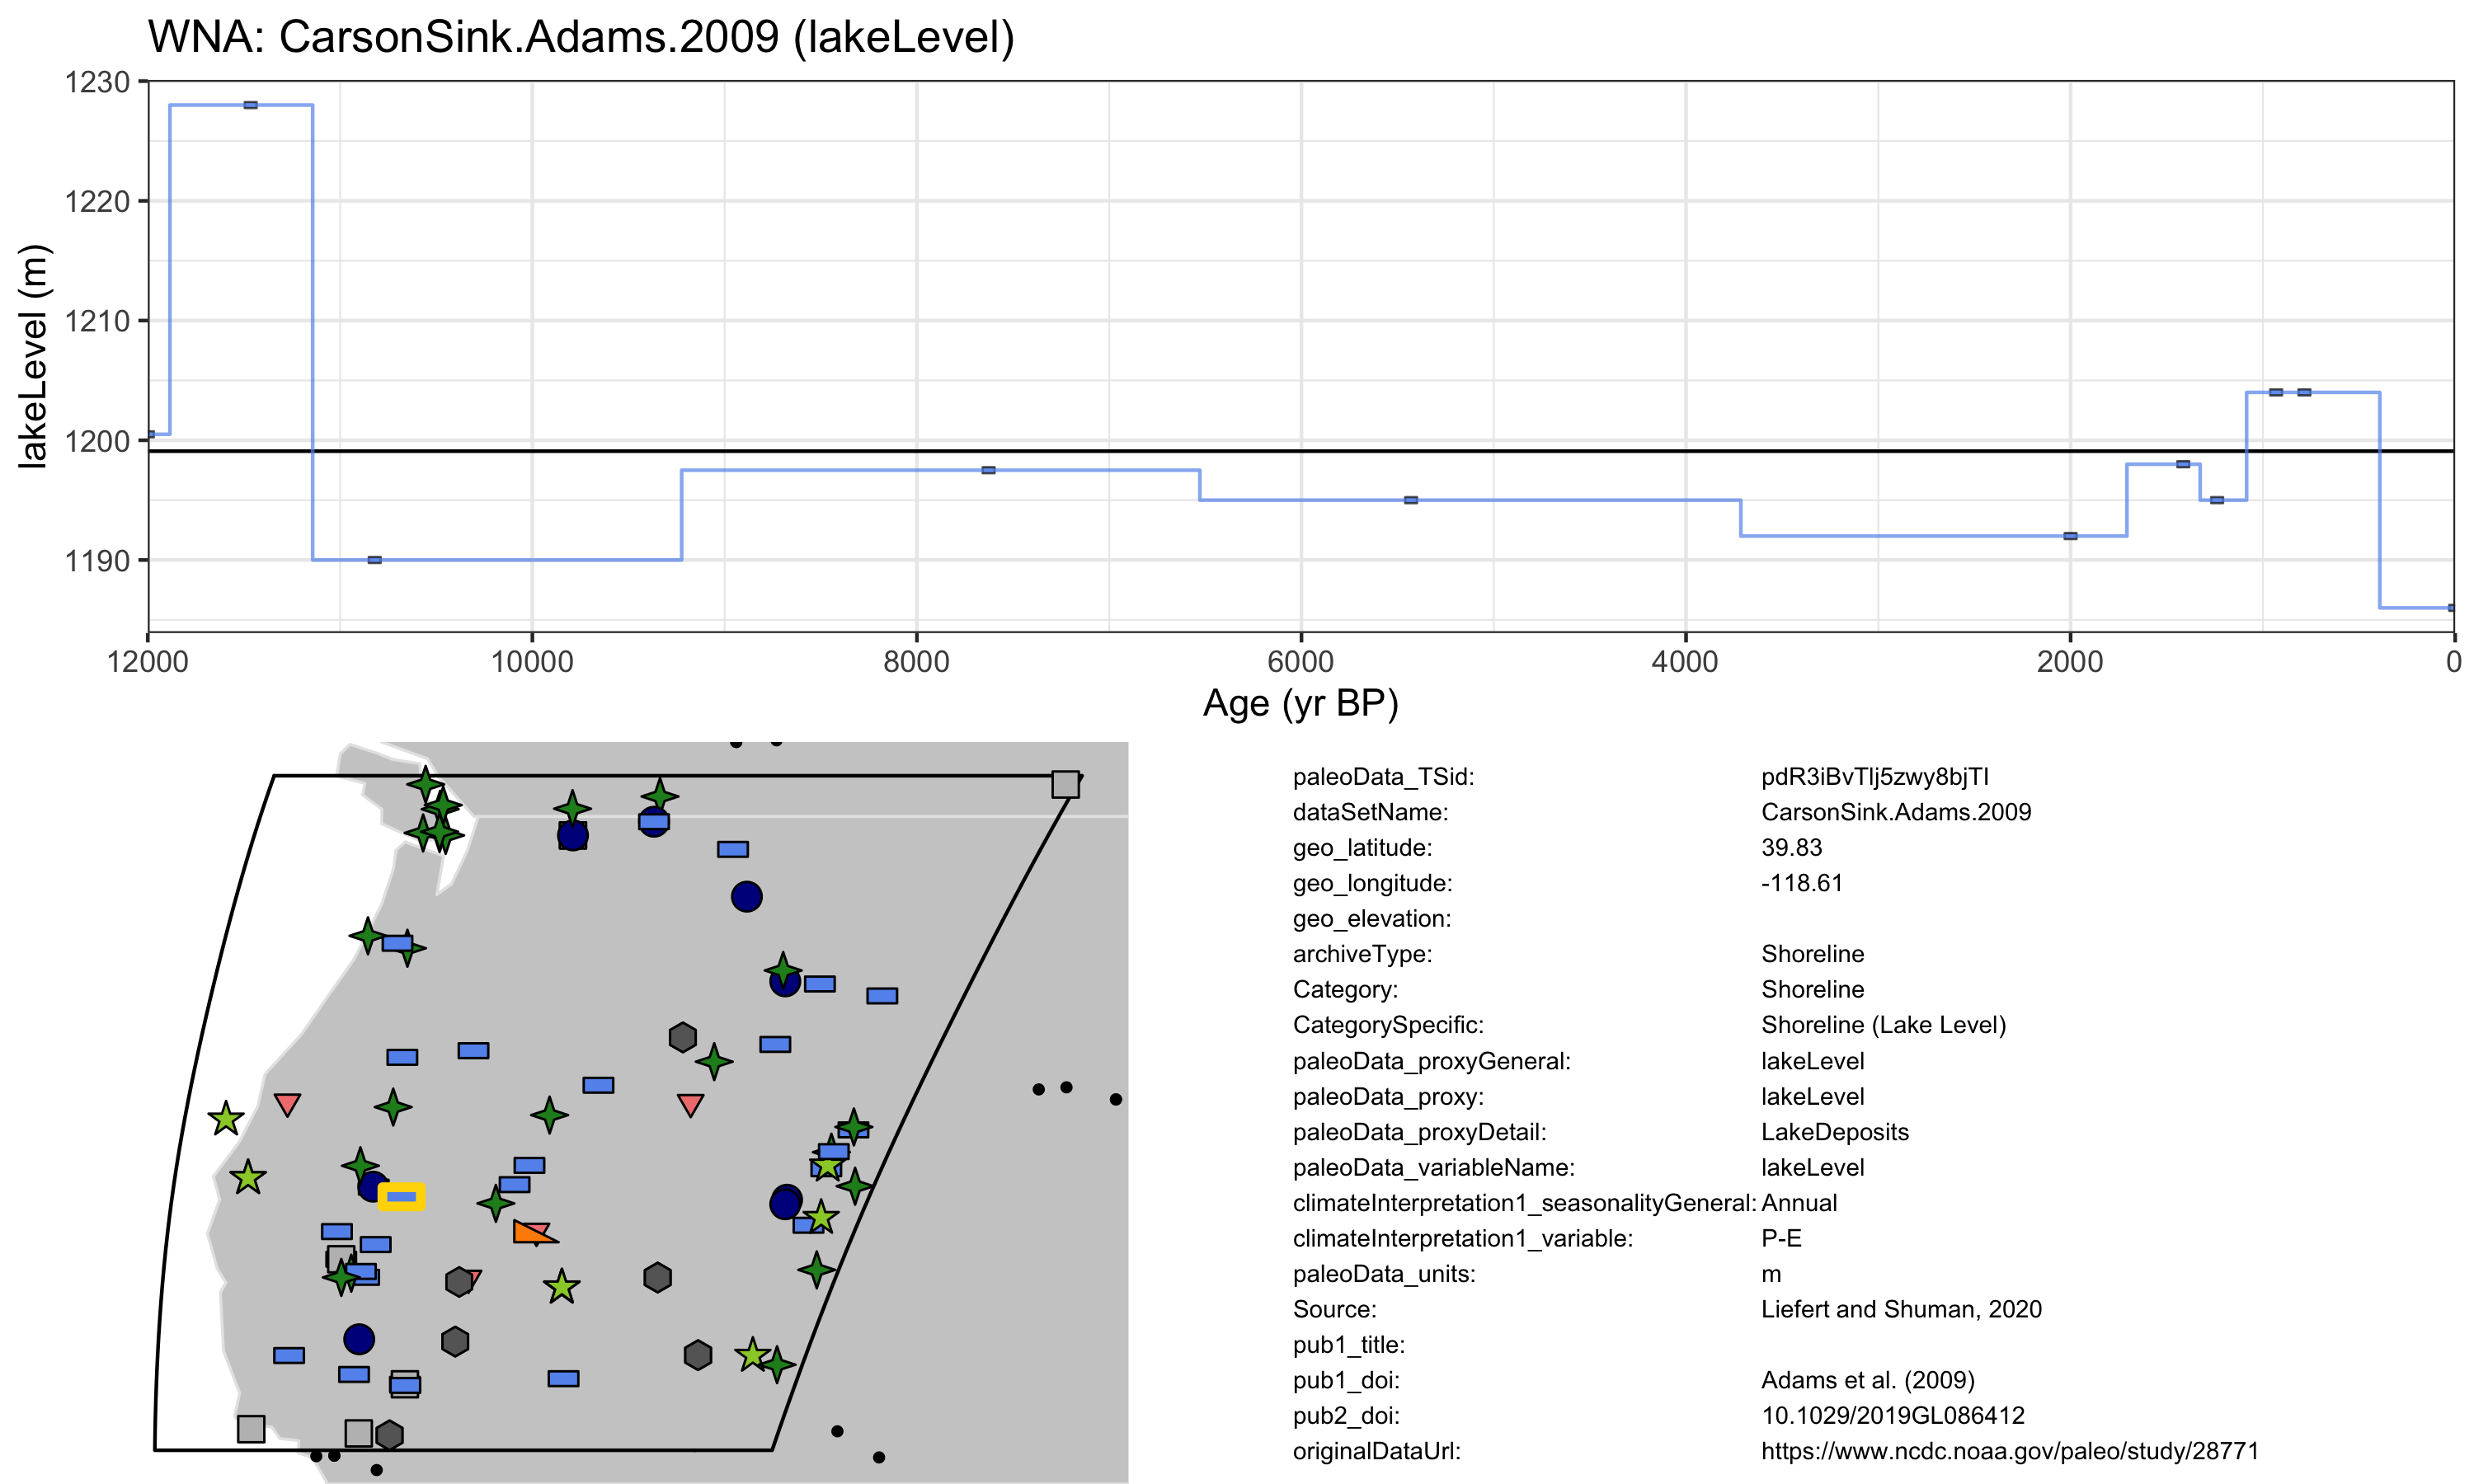 WNA: CarsonSink.Adams.2009 (lakeLevel)
1230
1220
1210
1200
1190
lakeLevel (m)
12000 10000 8000 6000 4000 2000 0
Age (yr BP)
paleoData_TSid: pdR3iBvTlj5zwy8bjTl
dataSetName: CarsonSink.Adams.2009
geo_latitude: 39.83
geo_longitude: -118.61
geo_elevation:
archiveType: Shoreline
Category: Shoreline
CategorySpecific: Shoreline (Lake Level)
paleoData_proxyGeneral: lakeLevel
paleoData_proxy: lakeLevel
paleoData_proxyDetail: LakeDeposits
paleoData_variableName: lakeLevel
climateInterpretation1_seasonalityGeneral: Annual
climateInterpretation1_variable: P-E
paleoData_units: m
Source: Liefert and Shuman, 2020
pub1_title:
pub1_doi: Adams et al. (2009)
pub2_doi: 10.1029/2019GL086412
originalDataUrl: https://www.ncdc.noaa.gov/paleo/study/28771